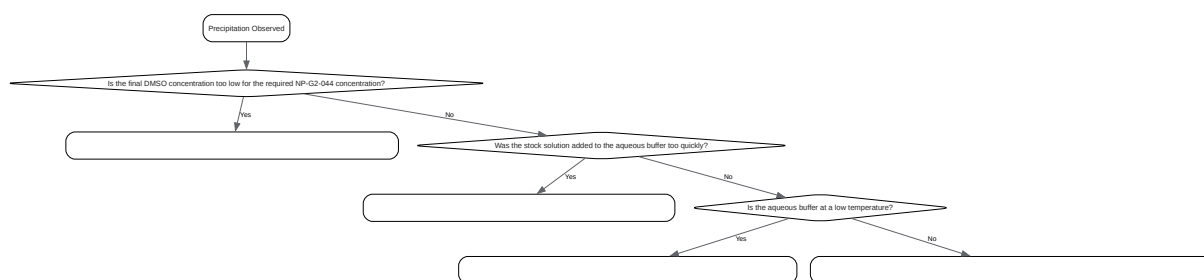 Precipitation Observed
Is the final DMSO concentration too low for the required NP-G2-044 concentration?
Yes
No
Was the stock solution added to the aqueous buffer too quickly?
Yes
No
Is the aqueous buffer at a low temperature?
Yes
No